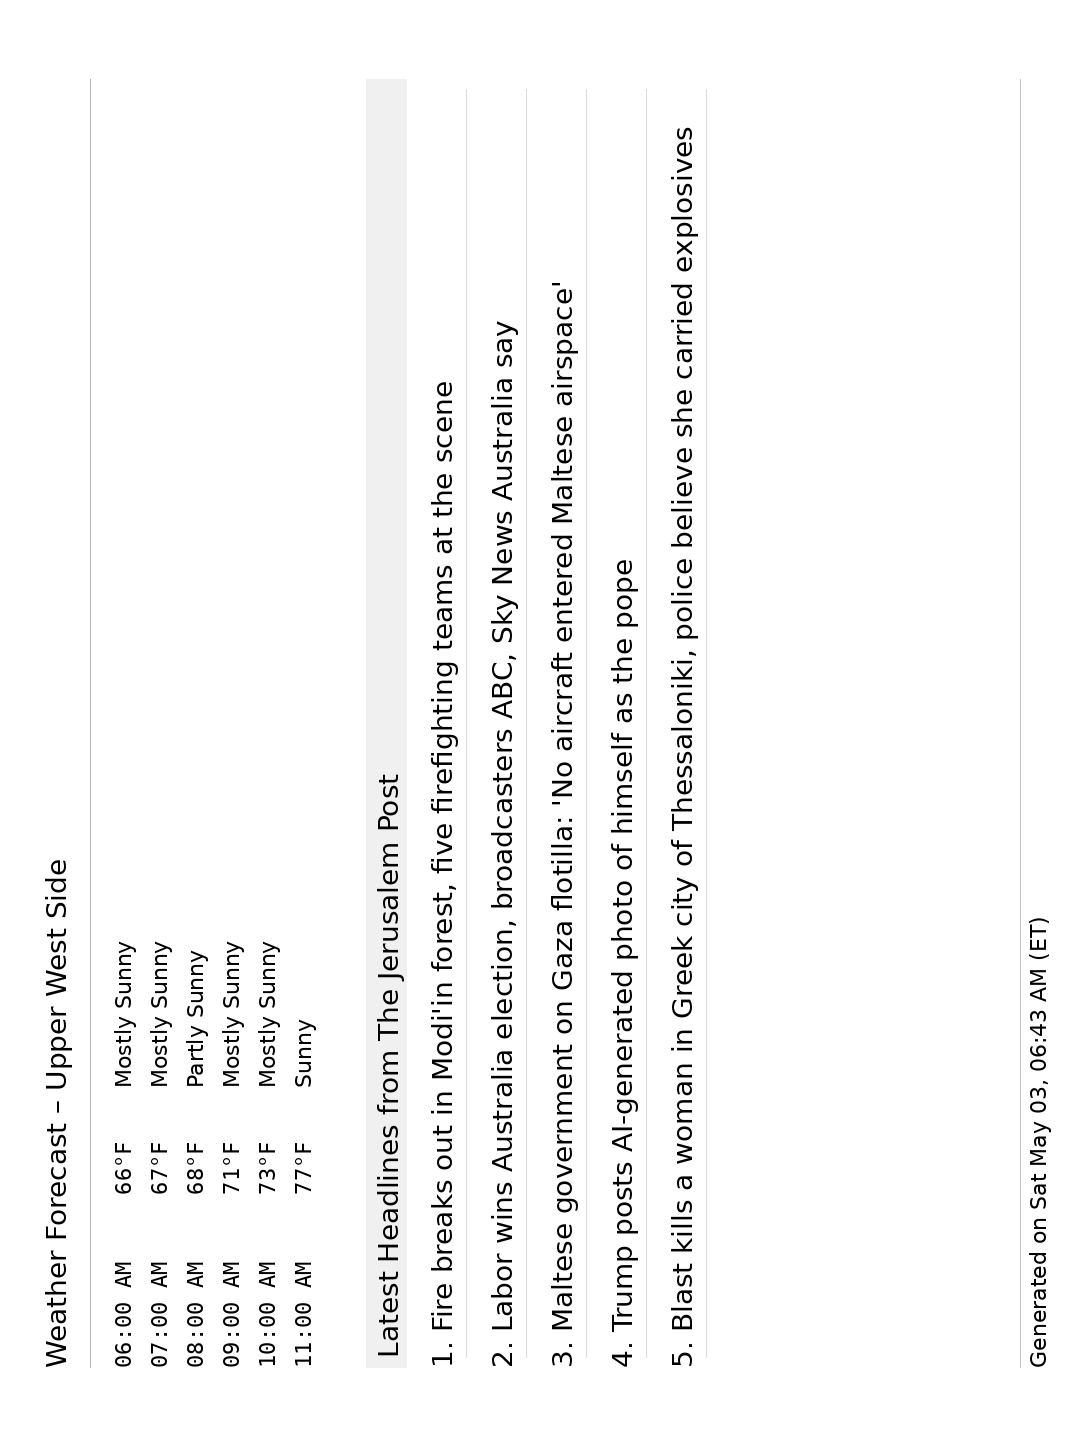 Weather Forecast – Upper West Side
06:00 AM 66°F Mostly Sunny
07:00 AM 67°F Mostly Sunny
08:00 AM 68°F Partly Sunny
09:00 AM 71°F Mostly Sunny
10:00 AM 73°F Mostly Sunny
11:00 AM 77°F Sunny
Latest Headlines from The Jerusalem Post
1. Fire breaks out in Modi'in forest, five firefighting teams at the scene
2. Labor wins Australia election, broadcasters ABC, Sky News Australia say
3. Maltese government on Gaza flotilla: 'No aircraft entered Maltese airspace'
4. Trump posts AI-generated photo of himself as the pope
5. Blast kills a woman in Greek city of Thessaloniki, police believe she carried explosives
Generated on Sat May 03, 06:43 AM (ET)